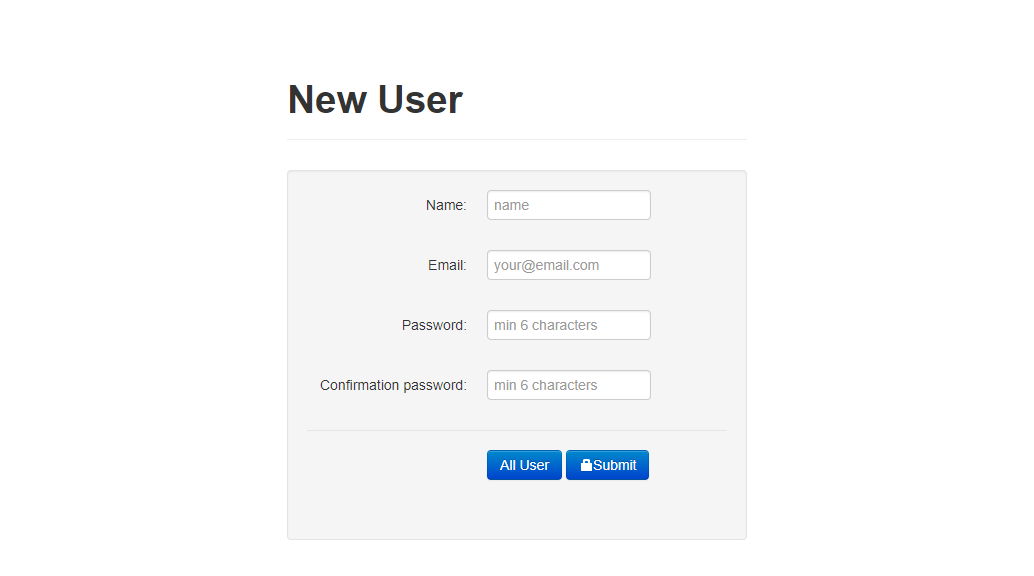 New User
Name: name
Email: your@email.com
Password: min 6 characters
Confirmation password: min 6 characters
All User Submit